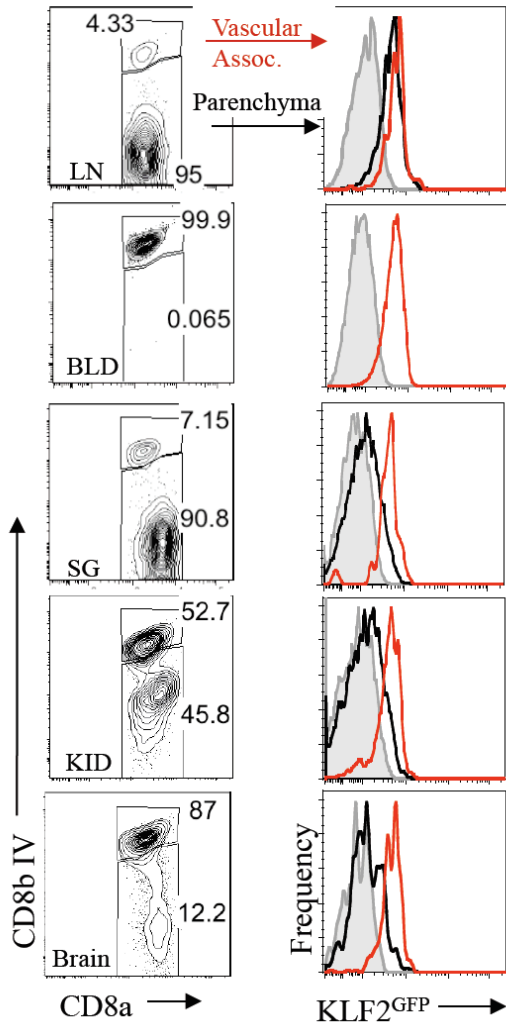 4.33
Vascular
Assoc.
Parenchyma
LN
95
99.9
0.065
BLD
7.15
90.8
SG
52.7
45.8
KID
87
12.2
Brain
CD8b IV
CD8a
Frequency
KLF2GFP